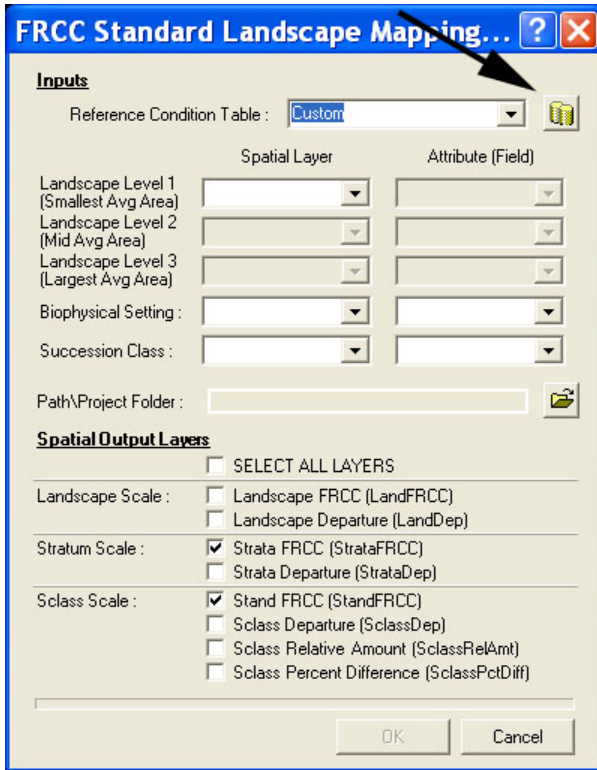 FRCC Standard Landscape Mapping...
Inputs
Reference Condition Table : Custom
Spatial Layer Attribute (Field)
Landscape Level 1
(Smallest Avg Area)
Landscape Level 2
(Mid Avg Area)
Landscape Level 3
(Largest Avg Area)
Biophysical Setting :
Succession Class :
Path\Project Folder :
Spatial Output Layers
SELECT ALL LAYERS
Landscape Scale : Landscape FRCC (LandFRCC)
Landscape Departure (LandDep)
Stratum Scale : Strata FRCC (StrataFRCC)
Strata Departure (StrataDep)
Sclass Scale : Stand FRCC (StandFRCC)
Sclass Departure (SclassDep)
Sclass Relative Amount (SclassRelAmt)
Sclass Percent Difference (SclassPctDiff)
OK Cancel